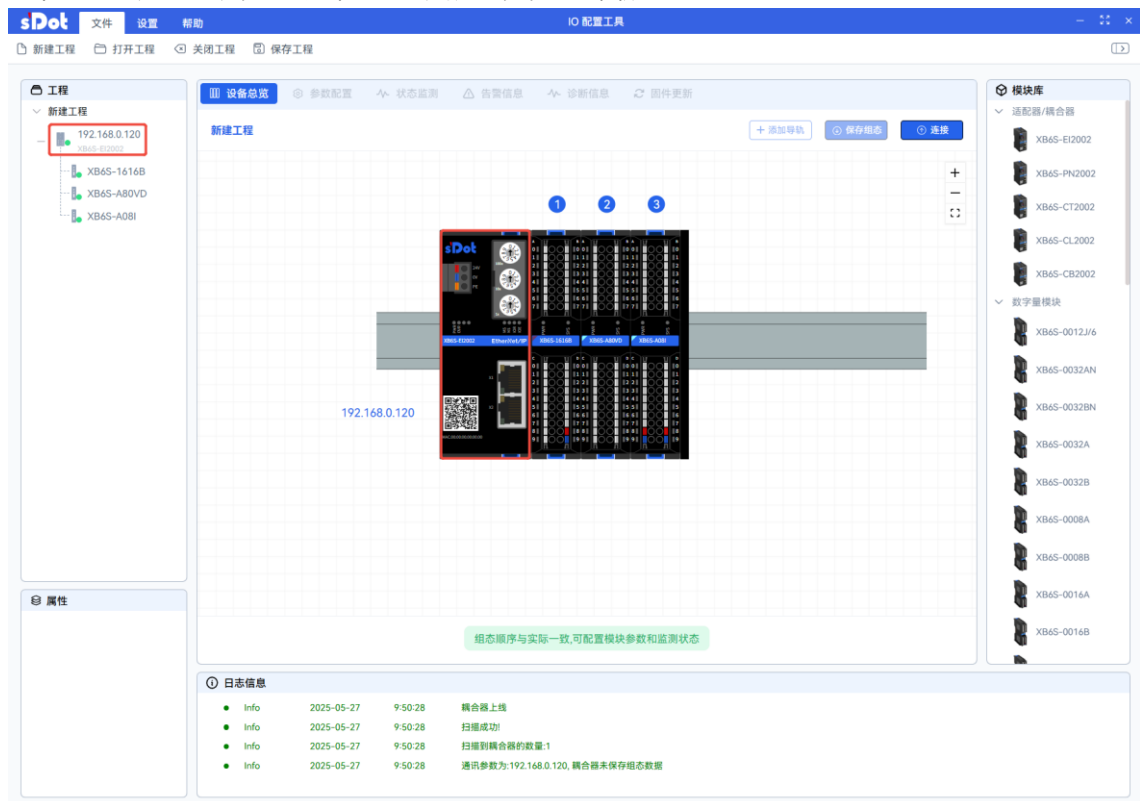 sDot 文件 设置 帮助 IO 配置工具
新建工程 打开工程 关闭工程 保存工程
工程
新建工程
192.168.0.120
XB6S-EI2002
XB6S-1616B
XB6S-A80VD
XB6S-A08I
属性
设备总览 参数配置 状态监测 告警信息 诊断信息 固件更新
新建工程 添加导轨 保存组态 连接
1 2 3
sDot
XB6S-EI2002 EtherNet/IP XB6S-1616B XB6S-A80VD XB6S-A08I
192.168.0.120
组态顺序与实际一致,可配置模块参数和监测状态
模块库
适配器/耦合器
XB6S-EI2002
XB6S-PN2002
XB6S-CT2002
XB6S-CL2002
XB6S-CB2002
数字量模块
XB6S-0012J/6
XB6S-0032AN
XB6S-0032BN
XB6S-0032A
XB6S-0032B
XB6S-0008A
XB6S-0008B
XB6S-0016A
XB6S-0016B
日志信息
Info 2025-05-27 9:50:28 耦合器上线
Info 2025-05-27 9:50:28 扫描成功!
Info 2025-05-27 9:50:28 扫描到耦合器的数量:1
Info 2025-05-27 9:50:28 通讯参数为:192.168.0.120, 耦合器未保存组态数据